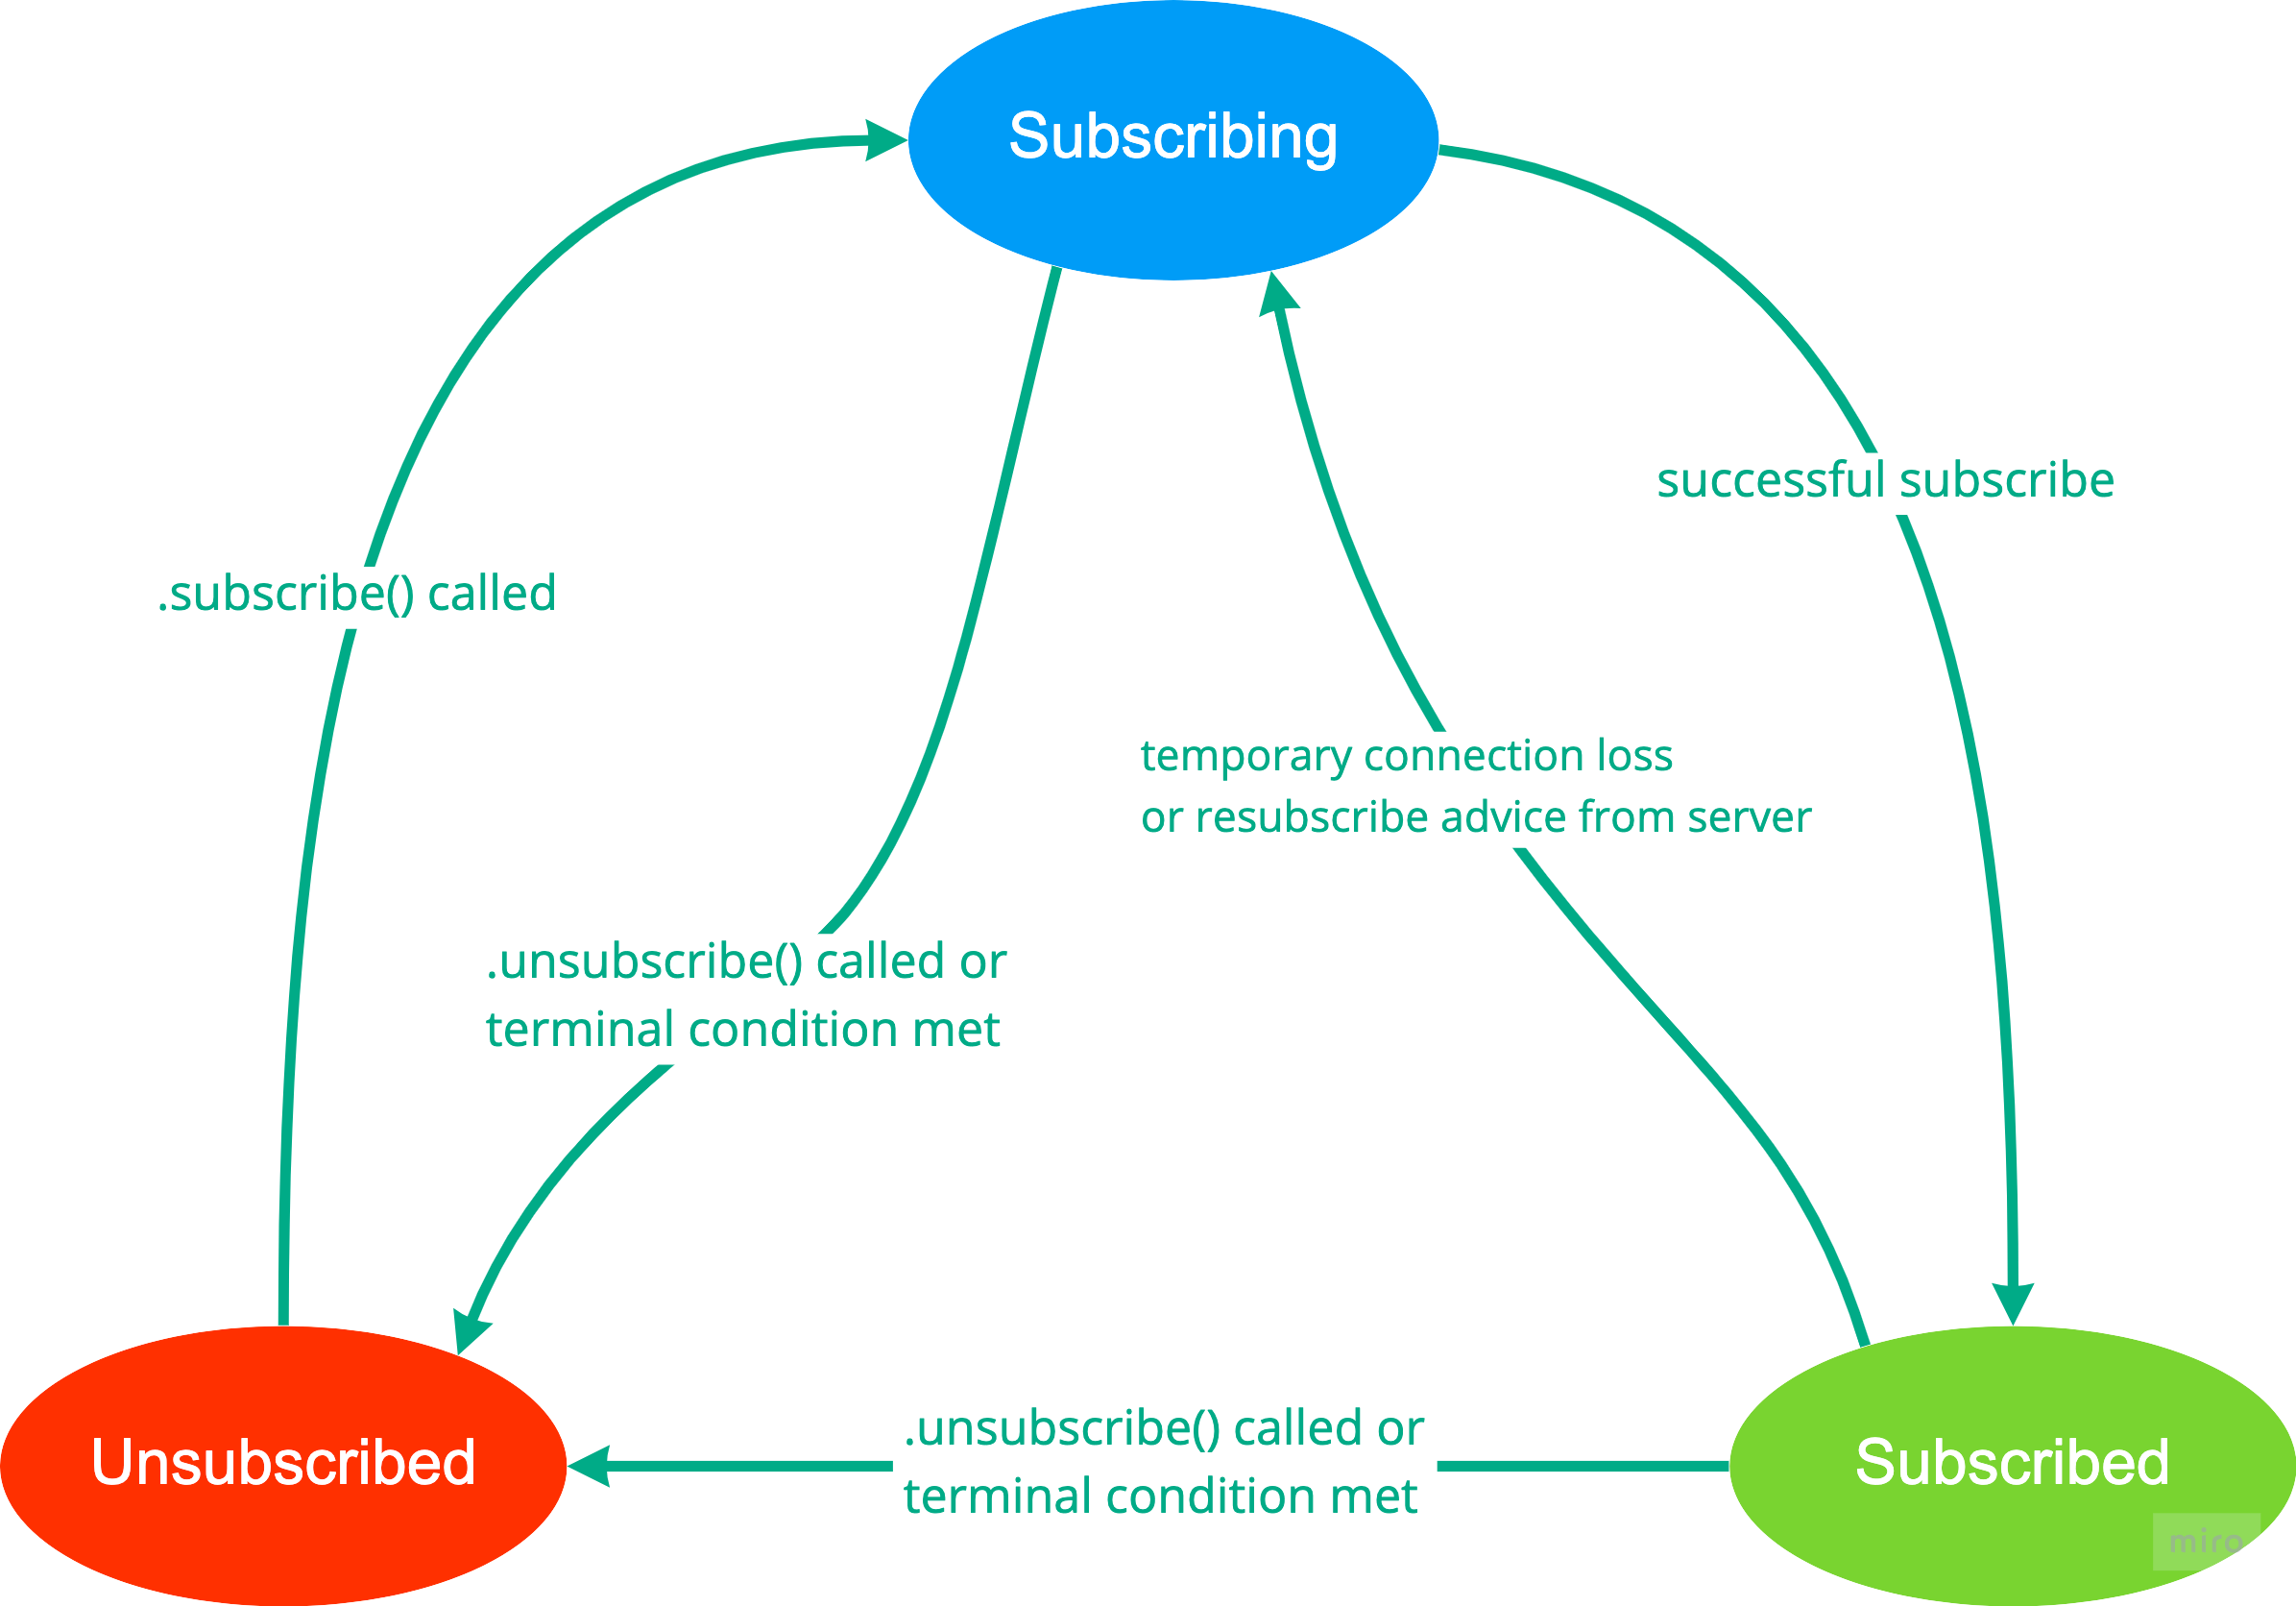 Subscribing
successful subscribe
.subscribe() called
temporary connection loss
or resubscribe advice from server
.unsubscribe() called or
terminal condition met
.unsubscribe() called or
terminal condition met
Unsubscribed
Subscribed
miro